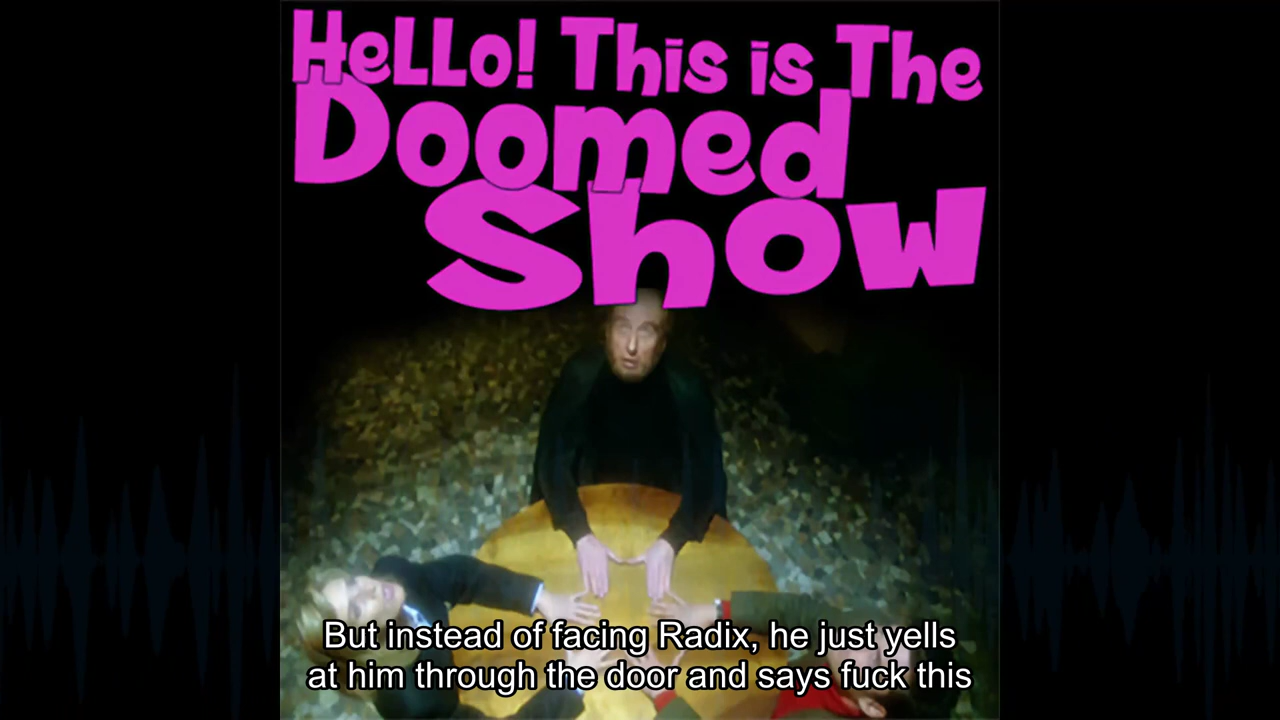 HeLLo! This is The
Doomed
Show
But instead of facing Radix, he just yells
at him through the door and says fuck this